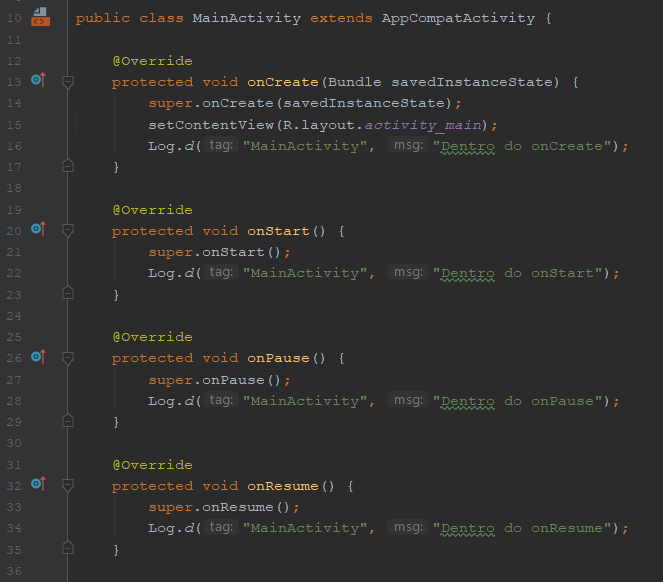 10 public class MainActivity extends AppCompatActivity {
11
12 @Override
13 protected void onCreate(Bundle savedInstanceState) {
14 super.onCreate(savedInstanceState);
15 setContentView(R.layout.activity_main);
16 Log.d( tag: "MainActivity", msg: "Dentro do onCreate");
17 }
18
19 @Override
20 protected void onStart() {
21 super.onStart();
22 Log.d( tag: "MainActivity", msg: "Dentro do onStart");
23 }
24
25 @Override
26 protected void onPause() {
27 super.onPause();
28 Log.d( tag: "MainActivity", msg: "Dentro do onPause");
29 }
30
31 @Override
32 protected void onResume() {
33 super.onResume();
34 Log.d( tag: "MainActivity", msg: "Dentro do onResume");
35 }
36